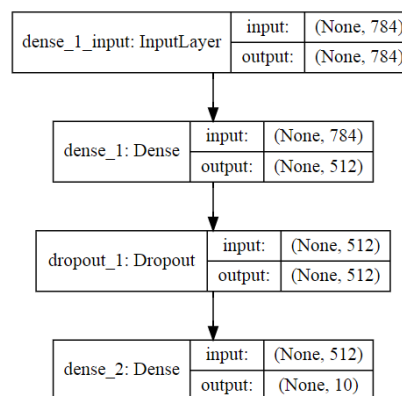 dense_1_input: InputLayer input: (None, 784)
output: (None, 784)
dense_1: Dense input: (None, 784)
output: (None, 512)
dropout_1: Dropout input: (None, 512)
output: (None, 512)
dense_2: Dense input: (None, 512)
output: (None, 10)